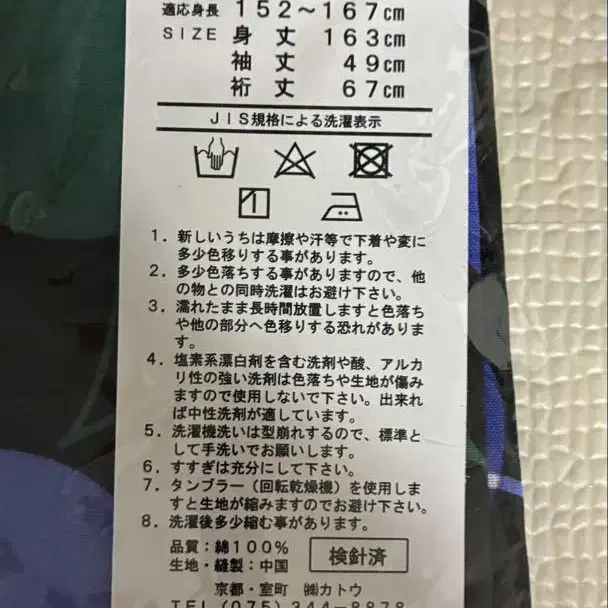 適応身長 152～167cm
SIZE 身丈 163cm
袖丈 49cm
裄丈 67cm
JIS規格による洗濯表示
1. 新しいうちは摩擦や汗等で下着や変に
多少色移りする事があります。
2. 多少色落ちする事がありますので、他
の物との同時洗濯はお避け下さい。
3. 濡れたまま長時間放置しますと色落ち
や他の部分へ色移りする恐れがありま
す。
4. 塩素系漂白剤を含む洗剤や酸、アルカ
リ性の強い洗剤は色落ちや生地が傷み
ますので使用しないで下さい。出来れ
ば中性洗剤が適しています。
5. 洗濯機洗いは型崩れするので、標準と
して手洗いでお願いします。
6. すすぎは充分にして下さい。
7. タンブラー（回転乾燥機）を使用しま
すと生地が縮みますのでお避け下さい。
8. 洗濯後多少縮む事があります。
品質：綿100%
生地・縫製：中国
検針済
京都・室町 ㈱カトウ
TEL(075)344-8878